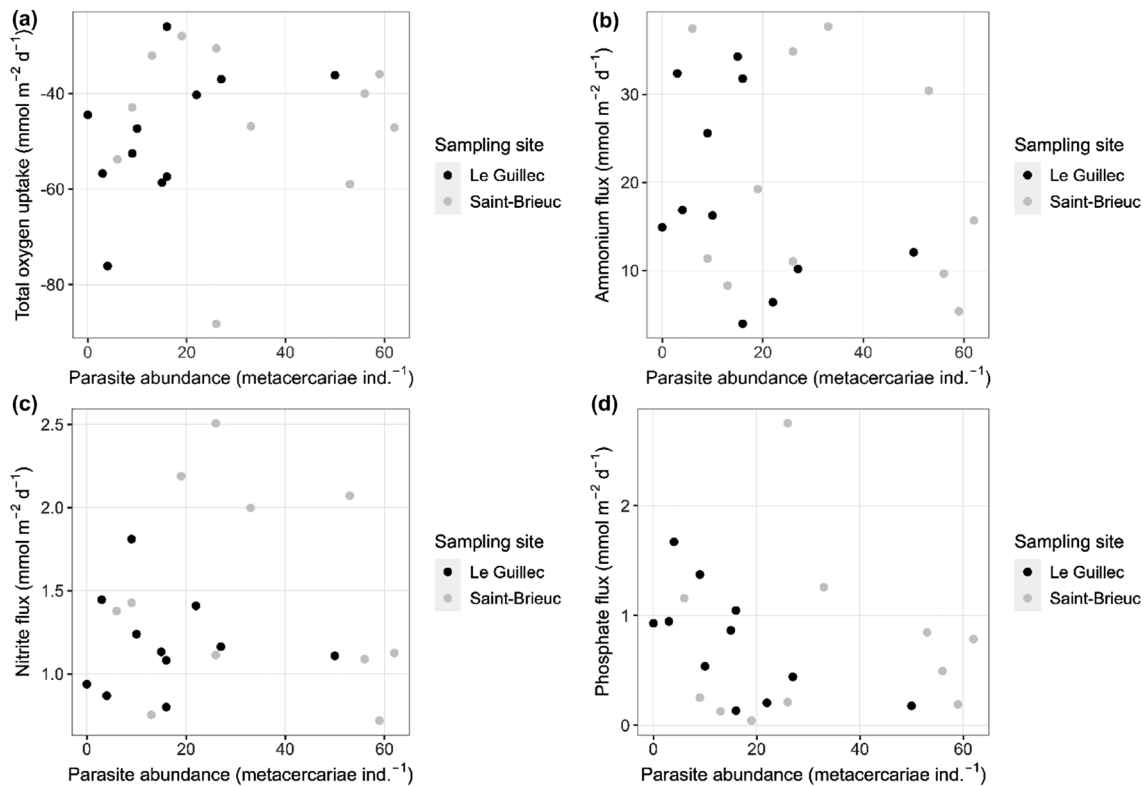 (a)
Total oxygen uptake (mmol m⁻² d⁻¹)
-40
-60
-80
0 20 40 60
Parasite abundance (metacercariae ind.⁻¹)
Sampling site
Le Guillec
Saint-Brieuc
(b)
Ammonium flux (mmol m⁻² d⁻¹)
30
20
10
0 20 40 60
Parasite abundance (metacercariae ind.⁻¹)
Sampling site
Le Guillec
Saint-Brieuc
(c)
Nitrite flux (mmol m⁻² d⁻¹)
2.5
2.0
1.5
1.0
0 20 40 60
Parasite abundance (metacercariae ind.⁻¹)
Sampling site
Le Guillec
Saint-Brieuc
(d)
Phosphate flux (mmol m⁻² d⁻¹)
2
1
0
0 20 40 60
Parasite abundance (metacercariae ind.⁻¹)
Sampling site
Le Guillec
Saint-Brieuc